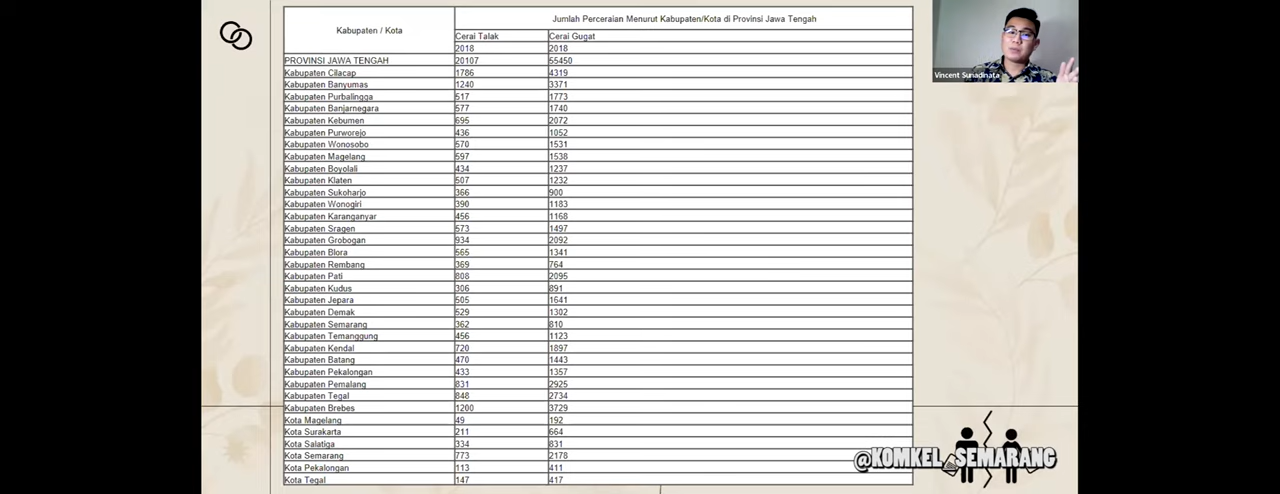 Jumlah Perceraian Menurut Kabupaten/Kota di Provinsi Jawa Tengah
Kabupaten / Kota
Cerai Talak Cerai Gugat
2018 2018
PROVINSI JAWA TENGAH 20107 55450
Kabupaten Cilacap 1786 4319
Kabupaten Banyumas 1240 3371
Kabupaten Purbalingga 517 1773
Kabupaten Banjarnegara 577 1740
Kabupaten Kebumen 695 2072
Kabupaten Purworejo 436 1052
Kabupaten Wonosobo 570 1531
Kabupaten Magelang 597 1538
Kabupaten Boyolali 434 1237
Kabupaten Klaten 507 1232
Kabupaten Sukoharjo 366 900
Kabupaten Wonogiri 390 1183
Kabupaten Karanganyar 456 1168
Kabupaten Sragen 573 1497
Kabupaten Grobogan 934 2092
Kabupaten Blora 565 1341
Kabupaten Rembang 369 764
Kabupaten Pati 808 2095
Kabupaten Kudus 306 891
Kabupaten Jepara 505 1641
Kabupaten Demak 529 1302
Kabupaten Semarang 362 810
Kabupaten Temanggung 456 1123
Kabupaten Kendal 720 1897
Kabupaten Batang 470 1443
Kabupaten Pekalongan 433 1357
Kabupaten Pemalang 831 2925
Kabupaten Tegal 848 2734
Kabupaten Brebes 1200 3729
Kota Magelang 49 192
Kota Surakarta 211 664
Kota Salatiga 334 831
Kota Semarang 773 2178
Kota Pekalongan 113 411
Kota Tegal 147 417
Vincent Sunadinata
@KOMKEL_SEMARANG